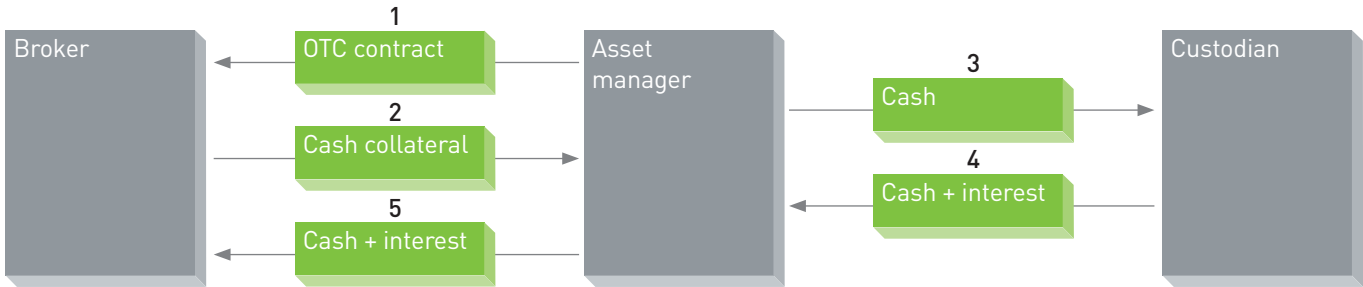 1
Broker
OTC contract
Asset
manager
Custodian
3
Cash
2
Cash collateral
4
Cash + interest
5
Cash + interest